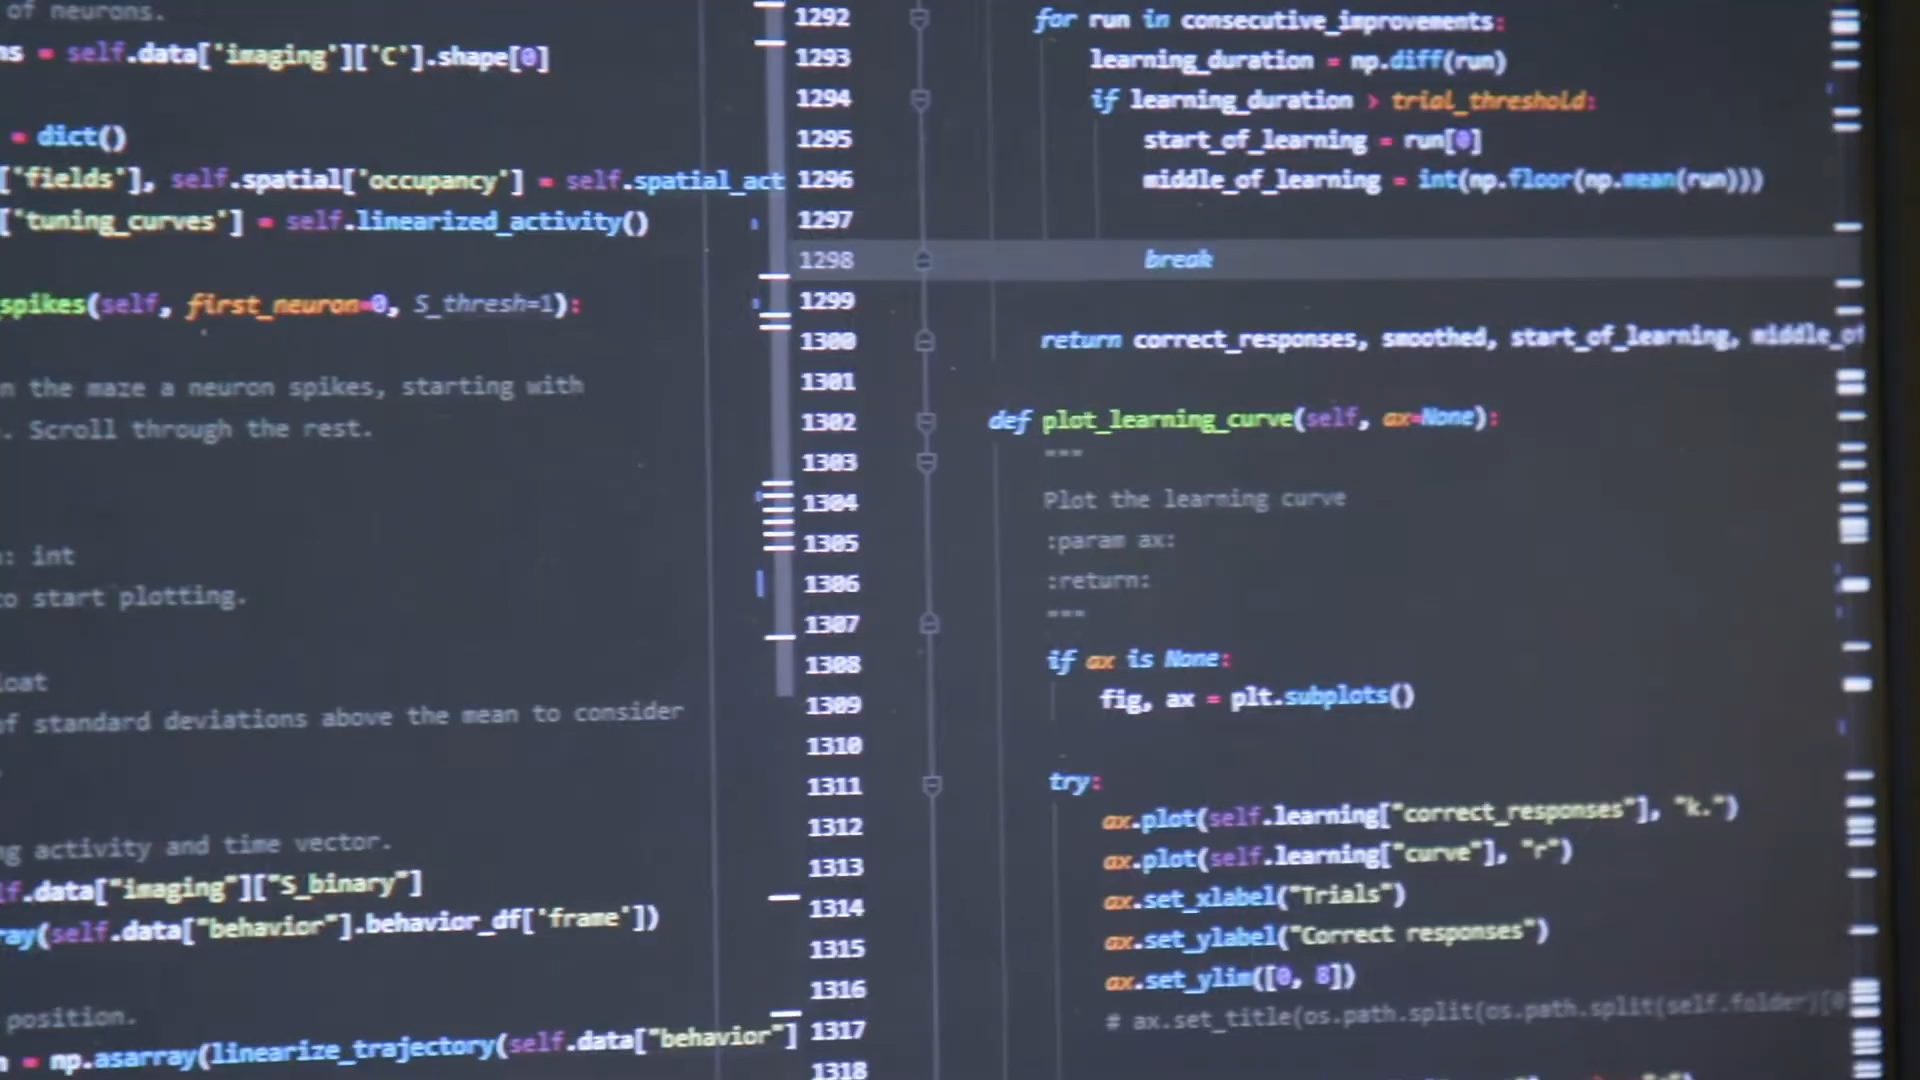 of neurons.
ns = self.data['imaging']['C'].shape[0]
= dict()
['fields'], self.spatial['occupancy'] = self.spatial_act
['tuning_curves'] = self.linearized_activity()
spikes(self, first_neuron=0, S_thresh=1):
n the maze a neuron spikes, starting with
. Scroll through the rest.
: int
to start plotting.
loat
of standard deviations above the mean to consider
ng activity and time vector.
lf.data["imaging"]["S_binary"]
ray(self.data["behavior"].behavior_df['frame'])
position.
n = np.asarray(linearize_trajectory(self.data["behavior"]
1292 for run in consecutive_improvements:
1293 learning_duration = np.diff(run)
1294 if learning_duration > trial_threshold:
1295 start_of_learning = run[0]
1296 middle_of_learning = int(np.floor(np.mean(run)))
1297
1298 break
1299
1300 return correct_responses, smoothed, start_of_learning, middle_of
1301
1302 def plot_learning_curve(self, ax=None):
1303 """
1304 Plot the learning curve
1305 :param ax:
1306 :return:
1307 """
1308 if ax is None:
1309 fig, ax = plt.subplots()
1310
1311 try:
1312 ax.plot(self.learning["correct_responses"], "k.")
1313 ax.plot(self.learning["curve"], "r")
1314 ax.set_xlabel("Trials")
1315 ax.set_ylabel("Correct responses")
1316 ax.set_ylim([0, 8])
1317 # ax.set_title(os.path.split(os.path.split(self.folder)[0
1318